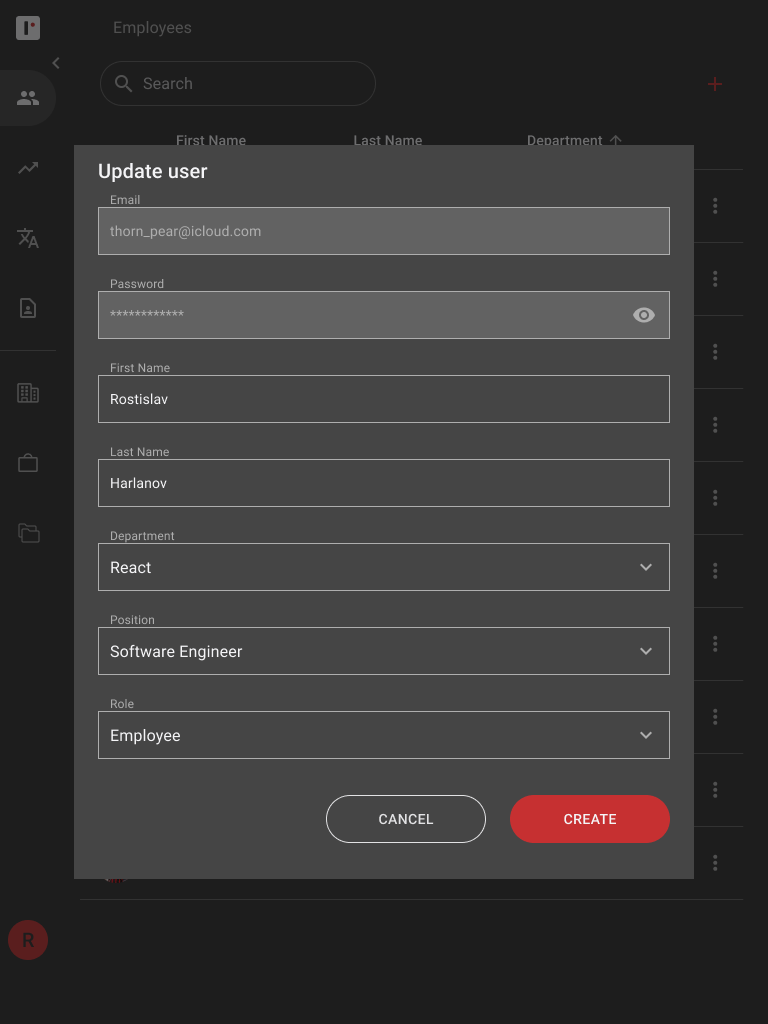 Employees
Search
First Name Last Name Department
Update user
Email
thorn_pear@icloud.com
Password
************
First Name
Rostislav
Last Name
Harlanov
Department
React
Position
Software Engineer
Role
Employee
CANCEL CREATE
R